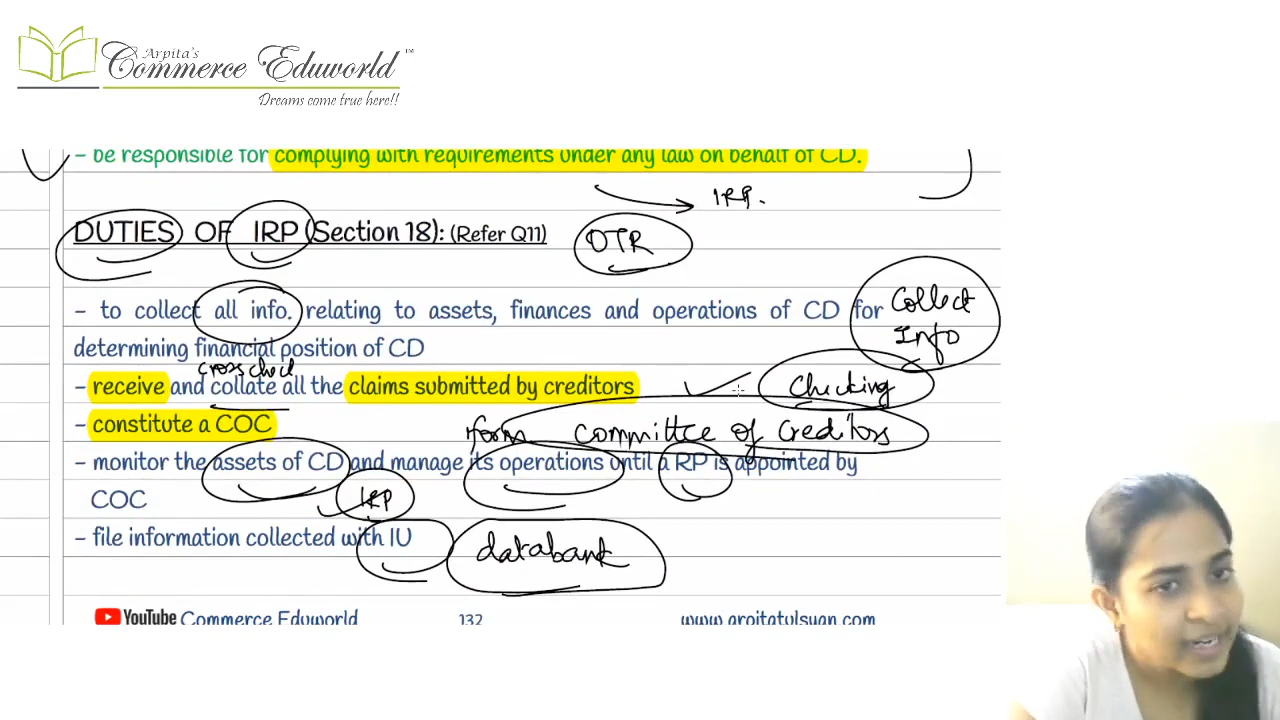 Arpita's
Commerce Eduworld™
Dreams come true here!!
- be responsible for complying with requirements under any law on behalf of CD.
IRP.
DUTIES OF IRP (Section 18): (Refer Q11)
OTR
- to collect all info. relating to assets, finances and operations of CD for
Collect
Info
determining financial position of CD
cross check
- receive and collate all the claims submitted by creditors
checking
- constitute a COC
form committee of Creditors
- monitor the assets of CD and manage its operations until a RP is appointed by
COC
IRP
- file information collected with IU
databank
YouTube Commerce Eduworld 132 www.arpitatulsyan.com